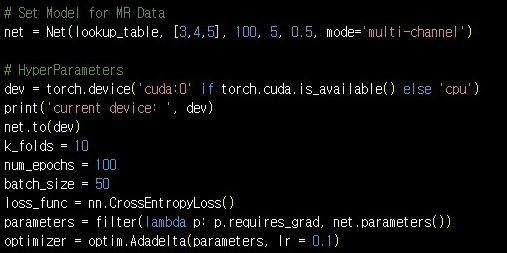 # Set Model for MR Data
net = Net(lookup_table, [3,4,5], 100, 5, 0.5, mode='multi-channel')
# HyperParameters
dev = torch.device('cuda:0' if torch.cuda.is_available() else 'cpu')
print('current device: ', dev)
net.to(dev)
k_folds = 10
num_epochs = 100
batch_size = 50
loss_func = nn.CrossEntropyLoss()
parameters = filter(lambda p: p.requires_grad, net.parameters())
optimizer = optim.Adadelta(parameters, lr = 0.1)